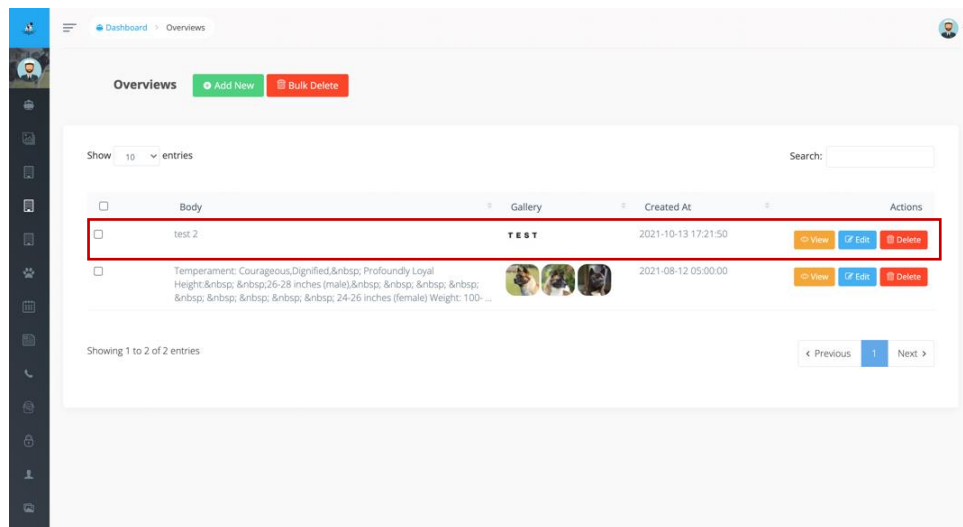 Dashboard > Overviews
Overviews Add New Bulk Delete
Show 10 entries Search:
Body Gallery Created At Actions
test 2 TEST 2021-10-13 17:21:50 View Edit Delete
Temperament: Courageous,Dignified,&nbsp; Profoundly Loyal 2021-08-12 05:00:00 View Edit Delete
Height:&nbsp; &nbsp;26-28 inches (male),&nbsp; &nbsp; &nbsp; &nbsp;
&nbsp; &nbsp; &nbsp; &nbsp; &nbsp; 24-26 inches (female) Weight: 100- ...
Showing 1 to 2 of 2 entries ‹ Previous 1 Next ›